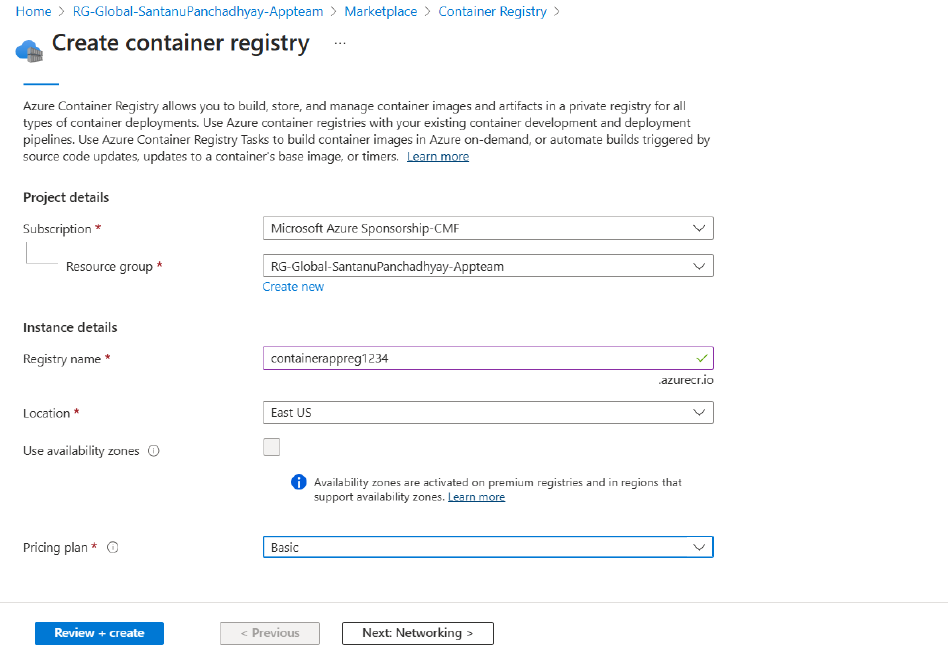 Home > RG-Global-SantanuPanchadhyay-Appteam > Marketplace > Container Registry >
Create container registry ...
Azure Container Registry allows you to build, store, and manage container images and artifacts in a private registry for all
types of container deployments. Use Azure container registries with your existing container development and deployment
pipelines. Use Azure Container Registry Tasks to build container images in Azure on-demand, or automate builds triggered by
source code updates, updates to a container's base image, or timers. Learn more
Project details
Subscription *
Microsoft Azure Sponsorship-CMF
Resource group *
RG-Global-SantanuPanchadhyay-Appteam
Create new
Instance details
Registry name *
containerappreg1234
.azurecr.io
Location *
East US
Use availability zones
Availability zones are activated on premium registries and in regions that
support availability zones. Learn more
Pricing plan *
Basic
Review + create
< Previous
Next: Networking >